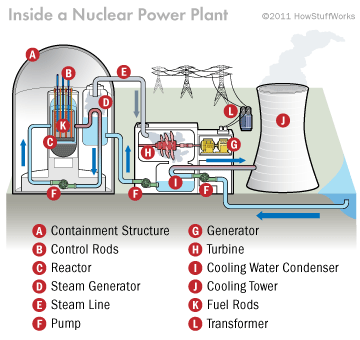 Inside a Nuclear Power Plant
©2011 HowStuffWorks
A
B
E
D
L
K
C
H
G
J
I
F
F
F
A Containment Structure
B Control Rods
C Reactor
D Steam Generator
E Steam Line
F Pump
G Generator
H Turbine
I Cooling Water Condenser
J Cooling Tower
K Fuel Rods
L Transformer